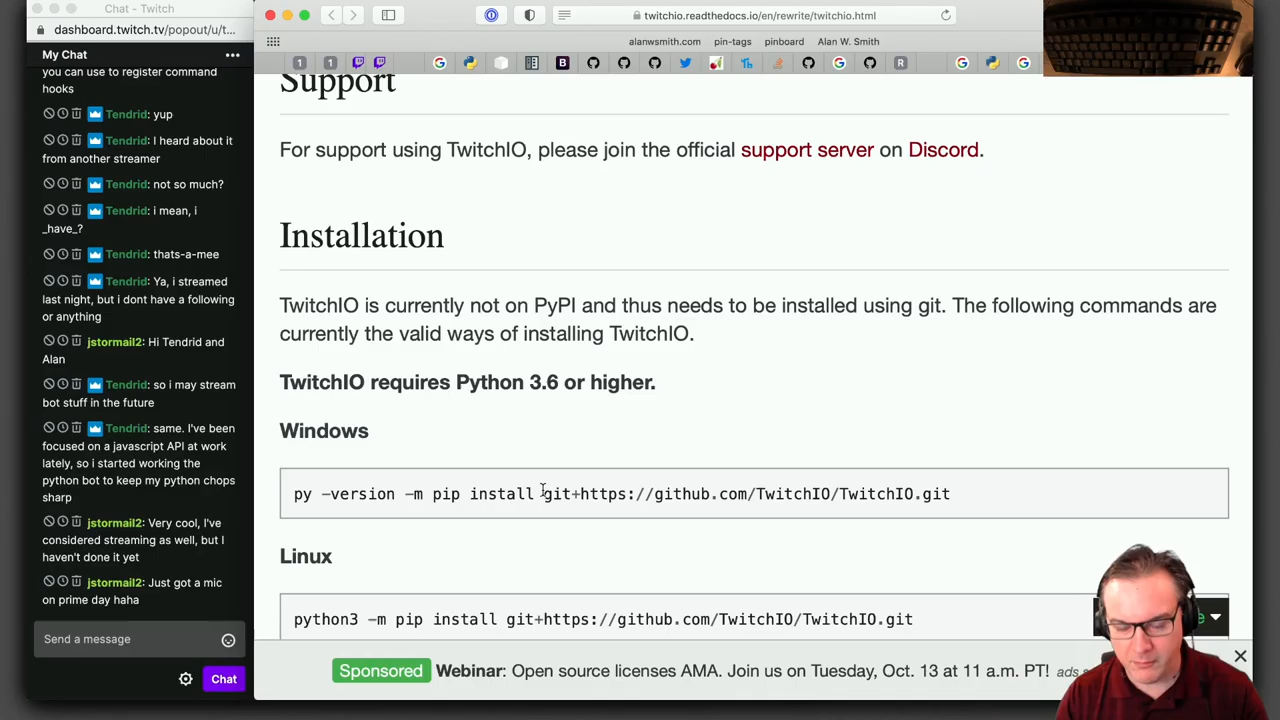 Chat - Twitch
dashboard.twitch.tv/popout/u/t...
My Chat
you can use to register command
hooks
Tendrid: yup
Tendrid: I heard about it
from another streamer
Tendrid: not so much?
Tendrid: i mean, i
_have_?
Tendrid: thats-a-mee
Tendrid: Ya, i streamed
last night, but i dont have a following
or anything
jstormail2: Hi Tendrid and
Alan
Tendrid: so i may stream
bot stuff in the future
Tendrid: same. I've been
focused on a javascript API at work
lately, so i started working the
python bot to keep my python chops
sharp
jstormail2: Very cool, I've
considered streaming as well, but I
haven't done it yet
jstormail2: Just got a mic
on prime day haha
Send a message
Chat
twitchio.readthedocs.io/en/rewrite/twitchio.html
alanwsmith.com pin-tags pinboard Alan W. Smith
Support
For support using TwitchIO, please join the official support server on Discord.
Installation
TwitchIO is currently not on PyPI and thus needs to be installed using git. The following commands are
currently the valid ways of installing TwitchIO.
TwitchIO requires Python 3.6 or higher.
Windows
py -version -m pip install git+https://github.com/TwitchIO/TwitchIO.git
Linux
python3 -m pip install git+https://github.com/TwitchIO/TwitchIO.git
Sponsored Webinar: Open source licenses AMA. Join us on Tuesday, Oct. 13 at 11 a.m. PT! ads